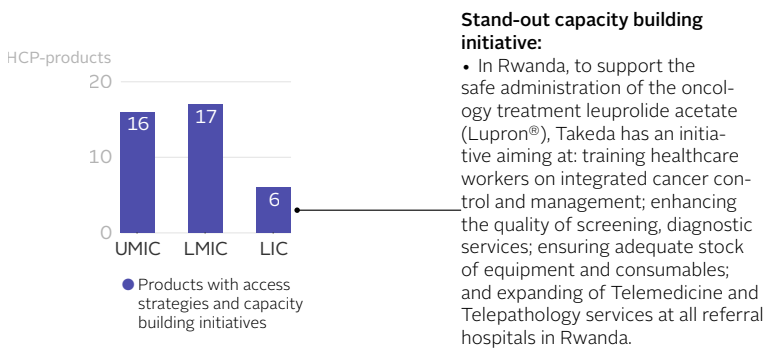 HCP-products
20
10
0
16
17
6
UMIC LMIC LIC
● Products with access
strategies and capacity
building initiatives
Stand-out capacity building
initiative:
• In Rwanda, to support the
safe administration of the oncol-
ogy treatment leuprolide acetate
(Lupron®), Takeda has an initia-
tive aiming at: training healthcare
workers on integrated cancer con-
trol and management; enhancing
the quality of screening, diagnostic
services; ensuring adequate stock
of equipment and consumables;
and expanding of Telemedicine and
Telepathology services at all referral
hospitals in Rwanda.